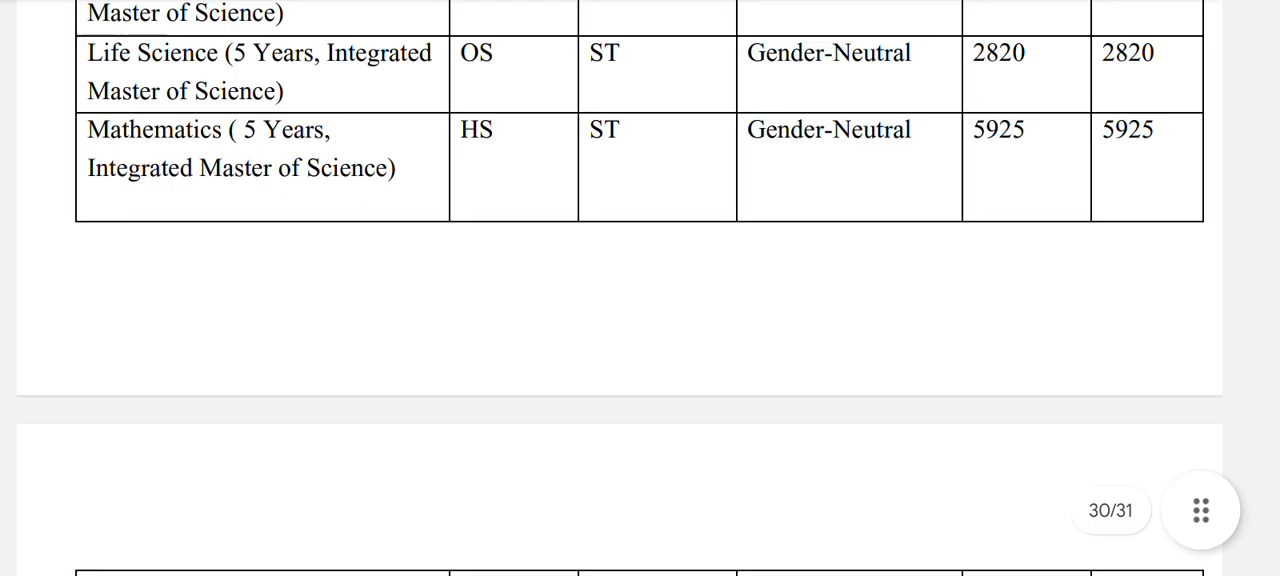 Master of Science)
Life Science (5 Years, Integrated OS ST Gender-Neutral 2820 2820
Master of Science)
Mathematics ( 5 Years, HS ST Gender-Neutral 5925 5925
Integrated Master of Science)
30/31